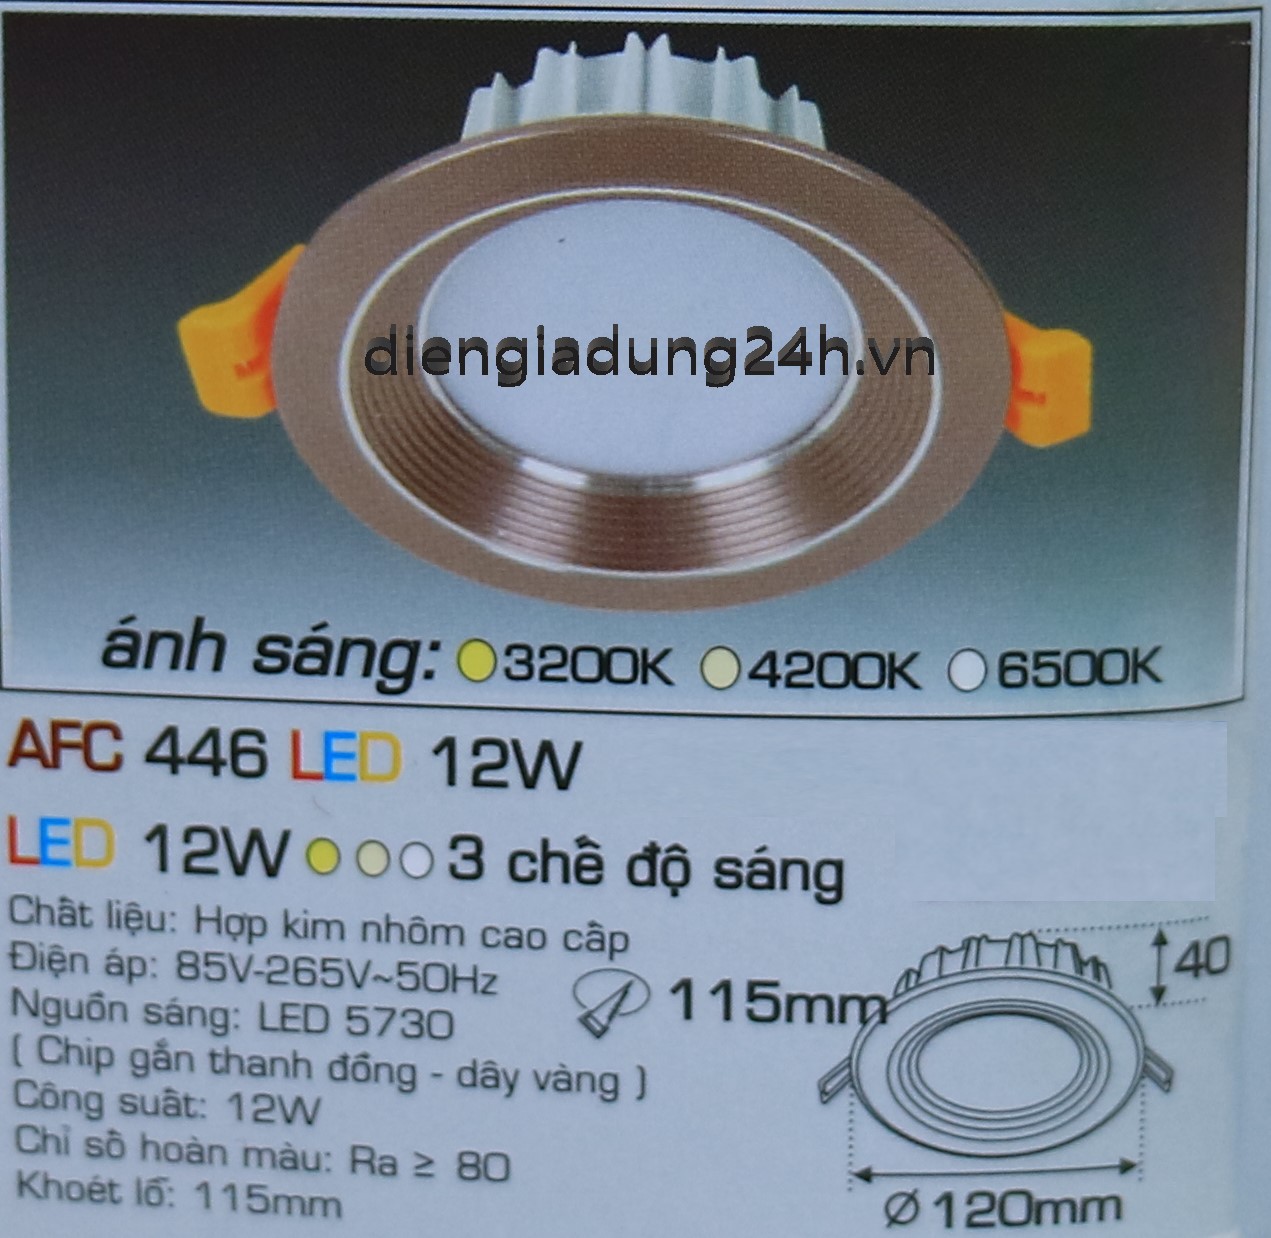 diengiadung24h.vn
ánh sáng: 3200K 4200K 6500K
AFC 446 LED 12W
LED 12W 3 chế độ sáng
Chất liệu: Hợp kim nhôm cao cấp
Điện áp: 85V-265V~50Hz
Nguồn sáng: LED 5730
( Chip gắn thanh đồng - dây vàng )
Công suất: 12W
Chỉ số hoàn màu: Ra ≥ 80
Khoét lỗ: 115mm
115mm
40
Ø 120mm